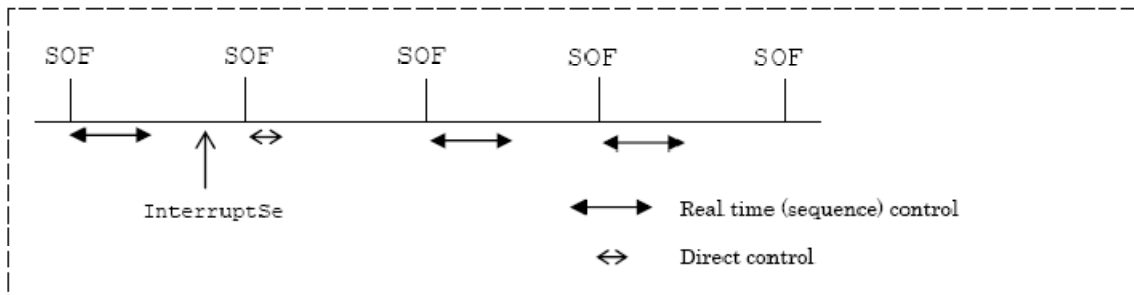 SOF SOF SOF SOF SOF
InterruptSe
Real time (sequence) control
Direct control